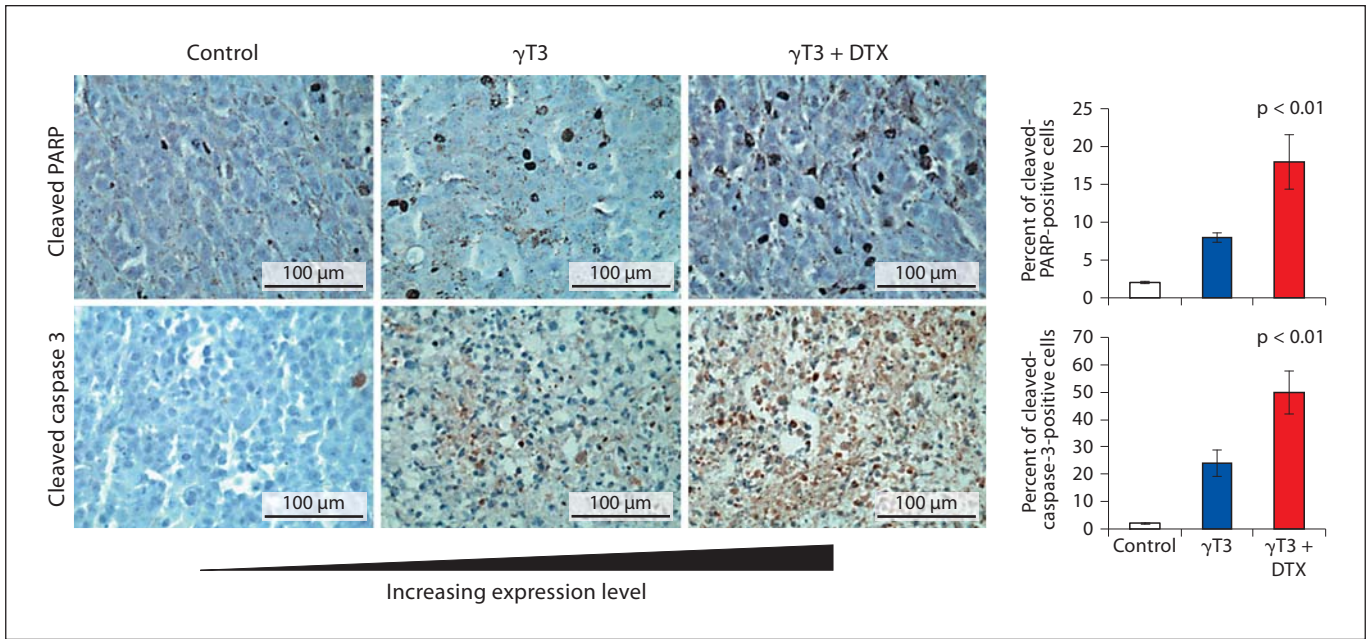 Control
γT3
γT3 + DTX
Cleaved PARP
100 µm
100 µm
100 µm
Cleaved caspase 3
100 µm
100 µm
100 µm
Increasing expression level
Percent of cleaved-
PARP-positive cells
25
20
15
10
5
0
p < 0.01
Percent of cleaved-
caspase-3-positive cells
70
60
50
40
30
20
10
0
p < 0.01
Control
γT3
γT3 +
DTX